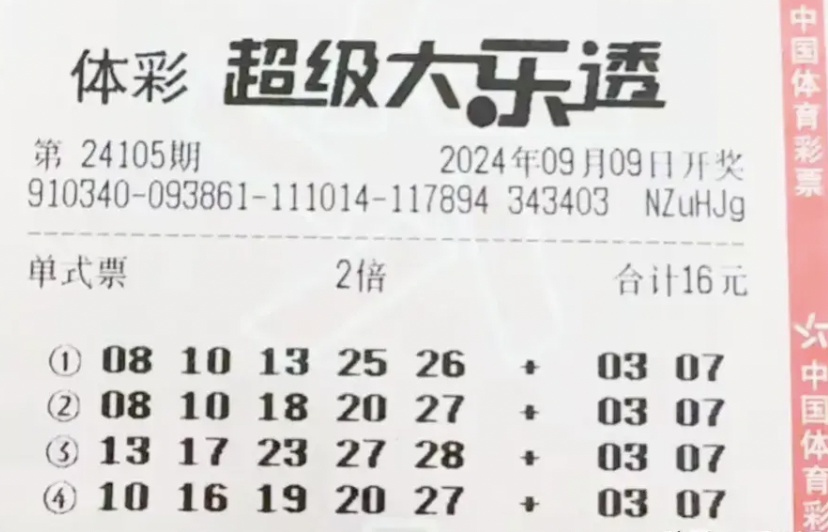 体彩 超级大乐透
第 24105期 2024年09月09日开奖
910340-093861-111014-117894 343403 NZuHJg
单式票 2倍 合计16元
① 08 10 13 25 26 + 03 07
② 08 10 18 20 27 + 03 07
③ 13 17 23 27 28 + 03 07
④ 10 16 19 20 27 + 03 07
中国体育彩票
中国体育彩